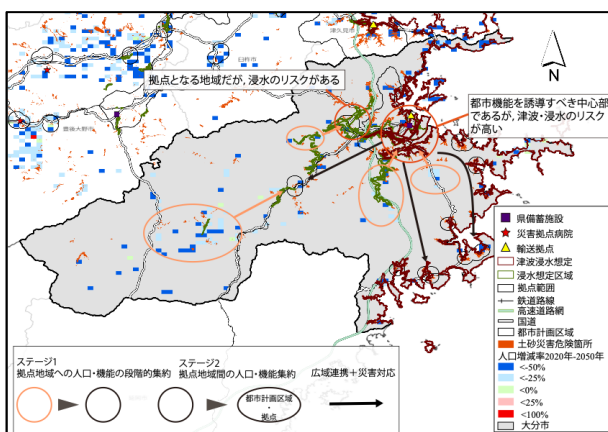 津久見市
臼杵市
拠点となる地域だが,浸水のリスクがある
N
都市機能を誘導すべき中心部
であるが,津波・浸水のリスク
が高い
豊後大野市
県備蓄施設
災害拠点病院
輸送拠点
津波浸水想定
浸水想定区域
拠点範囲
鉄道路線
高速道路網
国道
都市計画区域
土砂災害危険箇所
人口増減率2020年-2050年
<-50%
<-25%
<0%
<25%
<100%
大分市
ステージ1
拠点地域への人口・機能の段階的集約
ステージ2
拠点地域間の人口・機能集約
都市計画区域
・
拠点
広域連携+災害対応